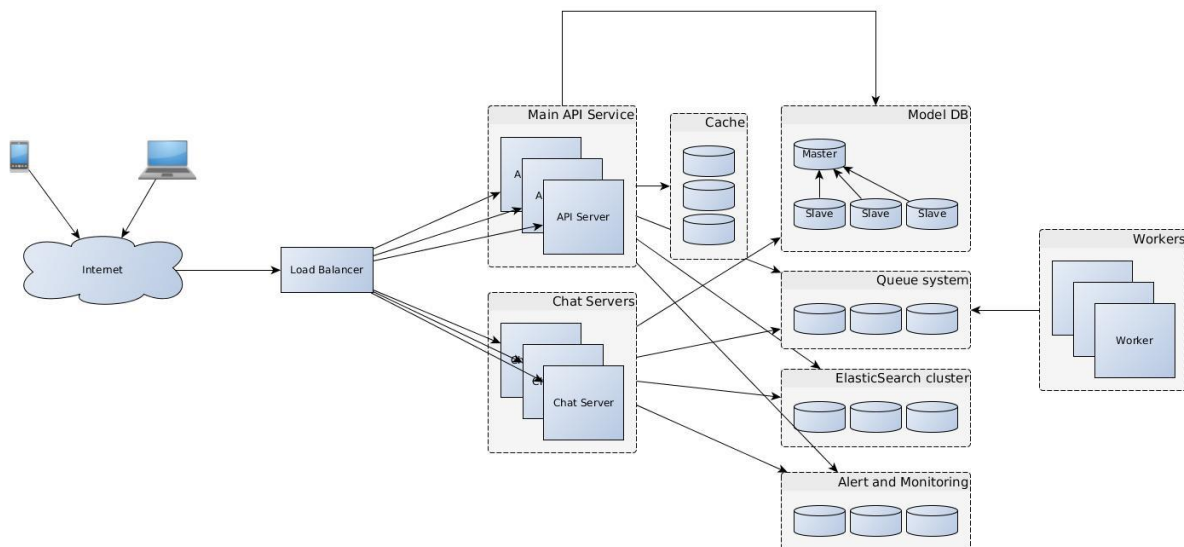 Main API Service
Cache
Model DB
Master
API Server
Slave Slave Slave
Internet
Load Balancer
Workers
Chat Servers
Queue system
Worker
ElasticSearch cluster
Chat Server
Alert and Monitoring